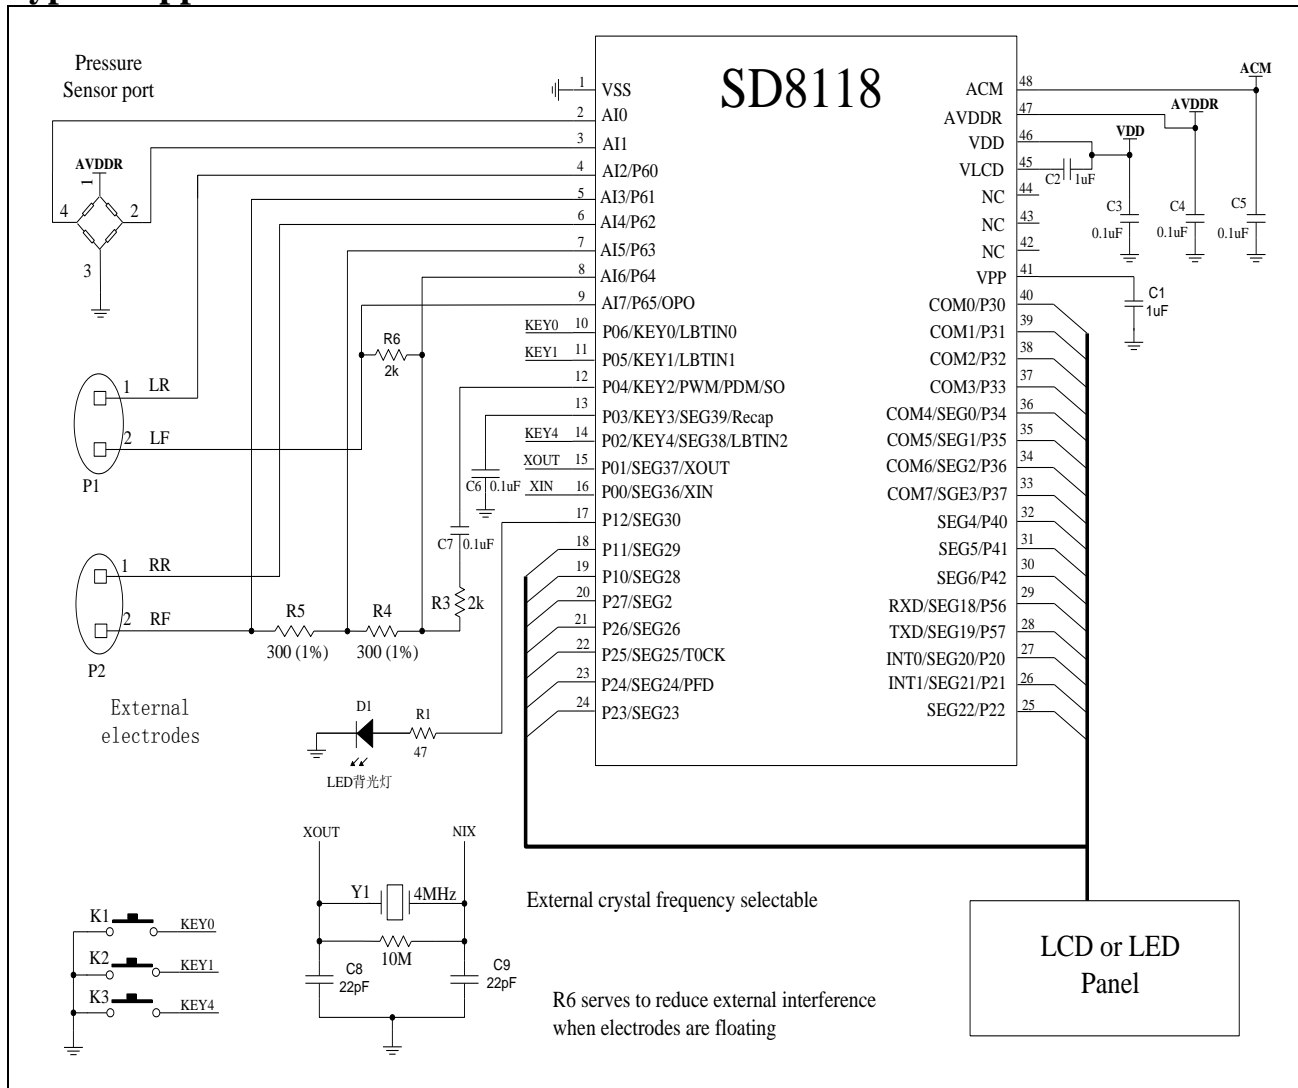 Pressure
Sensor port
AVDDR
1
4
2
3
1 LR
2 LF
P1
1 RR
2 RF
P2
External
electrodes
R6
2k
R5
300 (1%)
R4
300 (1%)
R3
2k
C6
0.1uF
C7
0.1uF
D1
R1
47
LED背光灯
SD8118
1 VSS
2 AI0
3 AI1
4 AI2/P60
5 AI3/P61
6 AI4/P62
7 AI5/P63
8 AI6/P64
9 AI7/P65/OPO
KEY0 10 P06/KEY0/LBTIN0
KEY1 11 P05/KEY1/LBTIN1
12 P04/KEY2/PWM/PDM/SO
13 P03/KEY3/SEG39/Recap
KEY4 14 P02/KEY4/SEG38/LBTIN2
XOUT 15 P01/SEG37/XOUT
XIN 16 P00/SEG36/XIN
17 P12/SEG30
18 P11/SEG29
19 P10/SEG28
20 P27/SEG2
21 P26/SEG26
22 P25/SEG25/T0CK
23 P24/SEG24/PFD
24 P23/SEG23
ACM 48
AVDDR 47
VDD 46
VLCD 45
NC 44
NC 43
NC 42
VPP 41
COM0/P30 40
COM1/P31 39
COM2/P32 38
COM3/P33 37
COM4/SEG0/P34 36
COM5/SEG1/P35 35
COM6/SEG2/P36 34
COM7/SGE3/P37 33
SEG4/P40 32
SEG5/P41 31
SEG6/P42 30
RXD/SEG18/P56 29
TXD/SEG19/P57 28
INT0/SEG20/P20 27
INT1/SEG21/P21 26
SEG22/P22 25
ACM
AVDDR
VDD
C2 1uF
C3
0.1uF
C4
0.1uF
C5
0.1uF
C1
1uF
XOUT
NIX
Y1
4MHz
10M
C8
22pF
C9
22pF
K1
KEY0
K2
KEY1
K3
KEY4
External crystal frequency selectable
R6 serves to reduce external interference
when electrodes are floating
LCD or LED
Panel